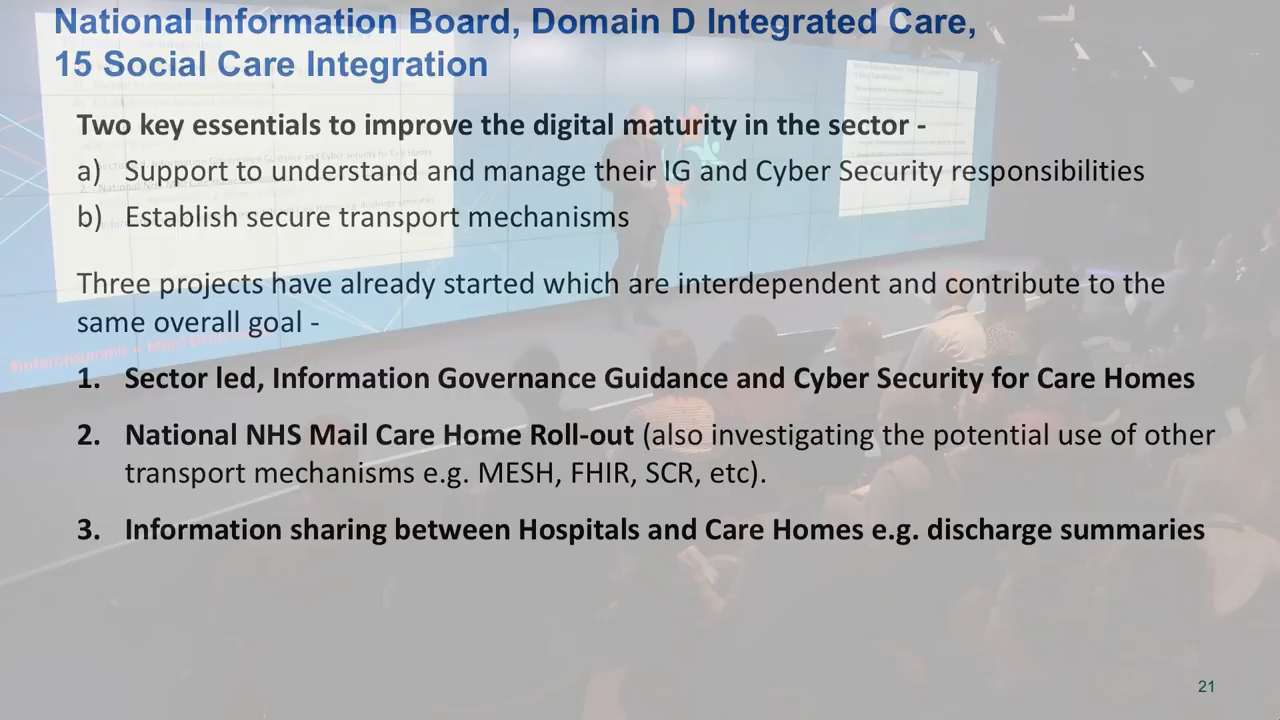 National Information Board, Domain D Integrated Care,
15 Social Care Integration
Two key essentials to improve the digital maturity in the sector -
a) Support to understand and manage their IG and Cyber Security responsibilities
b) Establish secure transport mechanisms
Three projects have already started which are interdependent and contribute to the
same overall goal -
1. Sector led, Information Governance Guidance and Cyber Security for Care Homes
2. National NHS Mail Care Home Roll-out (also investigating the potential use of other
transport mechanisms e.g. MESH, FHIR, SCR, etc).
3. Information sharing between Hospitals and Care Homes e.g. discharge summaries
21